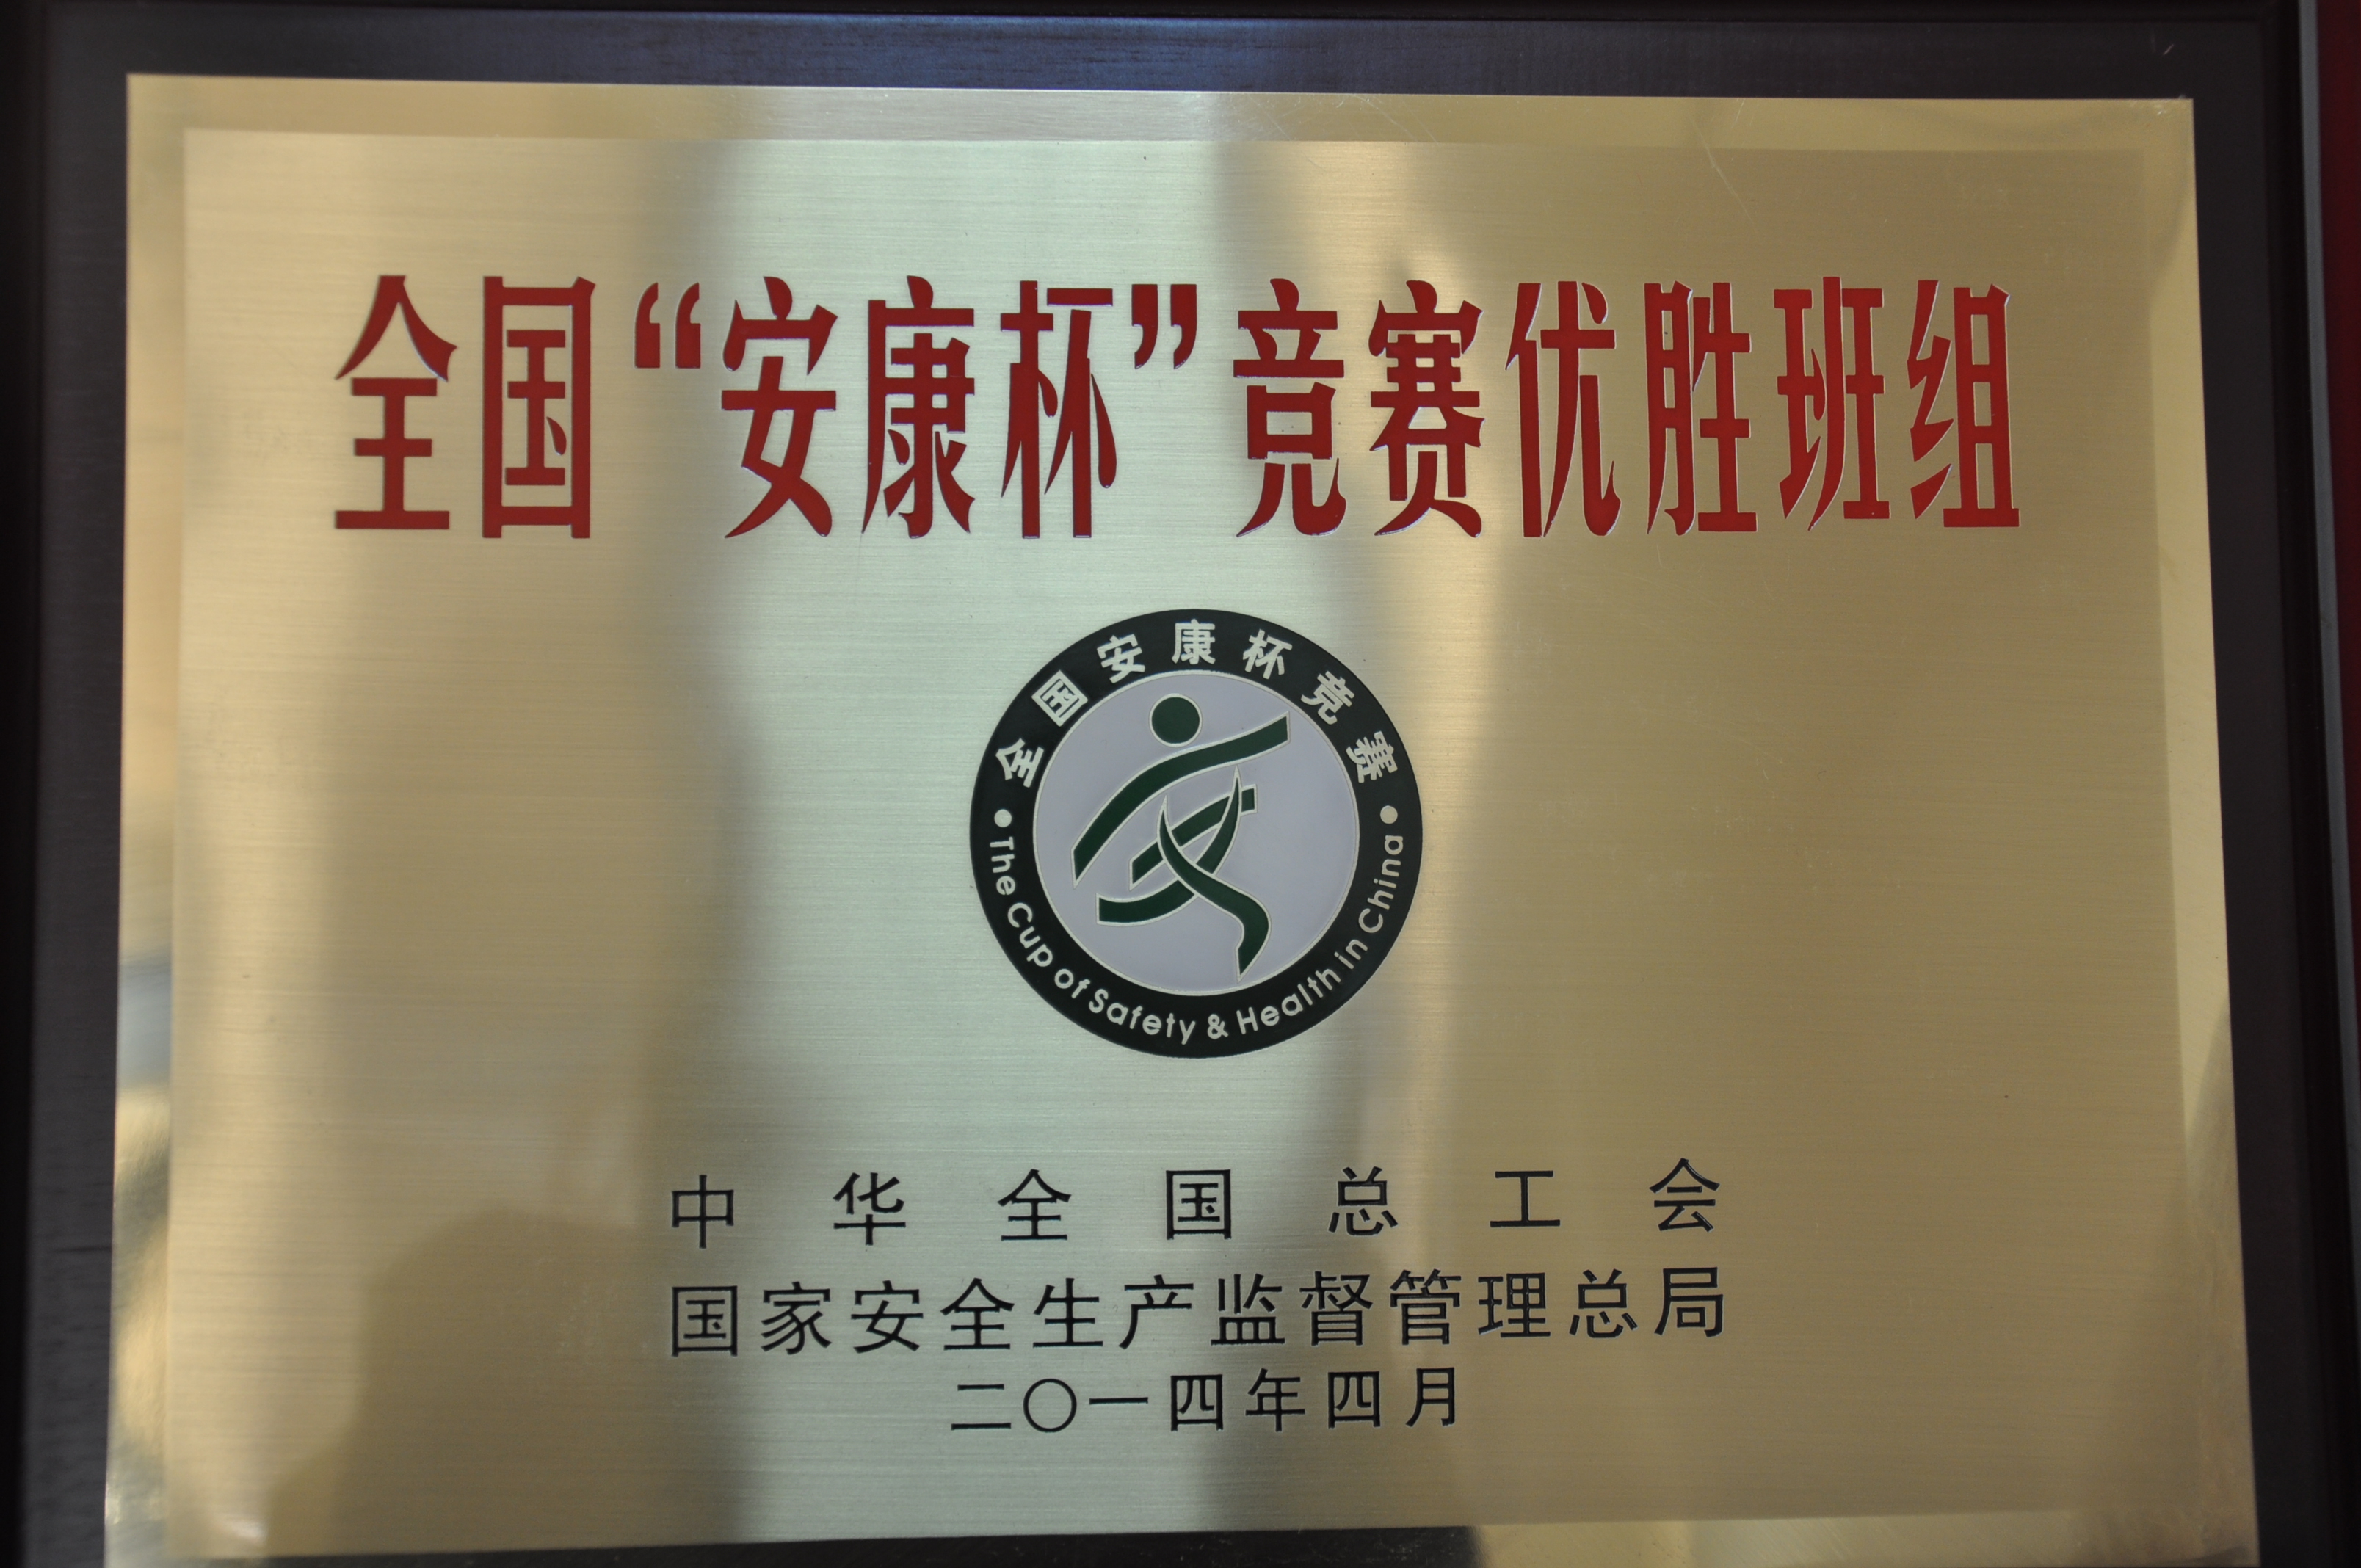 全国“安康杯”竞赛优胜班组
全国安康杯竞赛
The Cup of Safety & Health in China
中华全国总工会
国家安全生产监督管理总局
二〇一四年四月